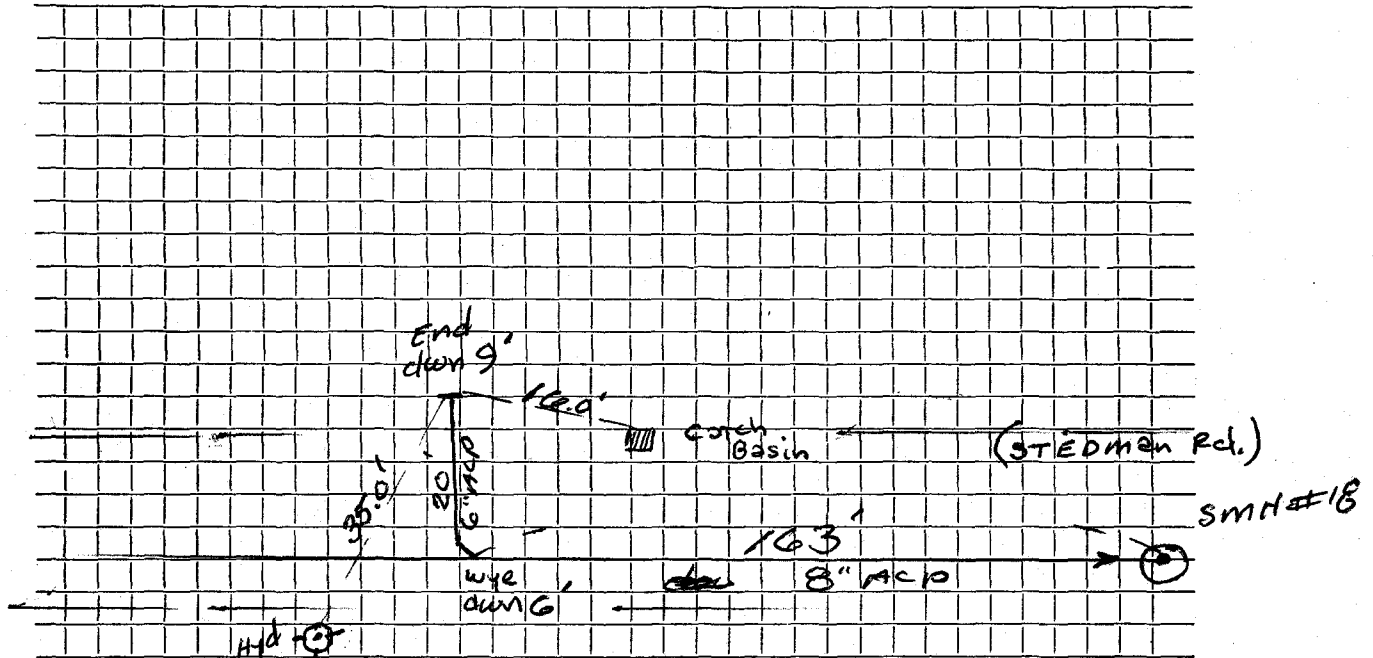 End
down 9'
16.0'
Catch
Basin
(STEDMAN Rd.)
35.0'
20'
6" ACP
SMH #18
163'
8" ACP
wye
down 6'
Hyd